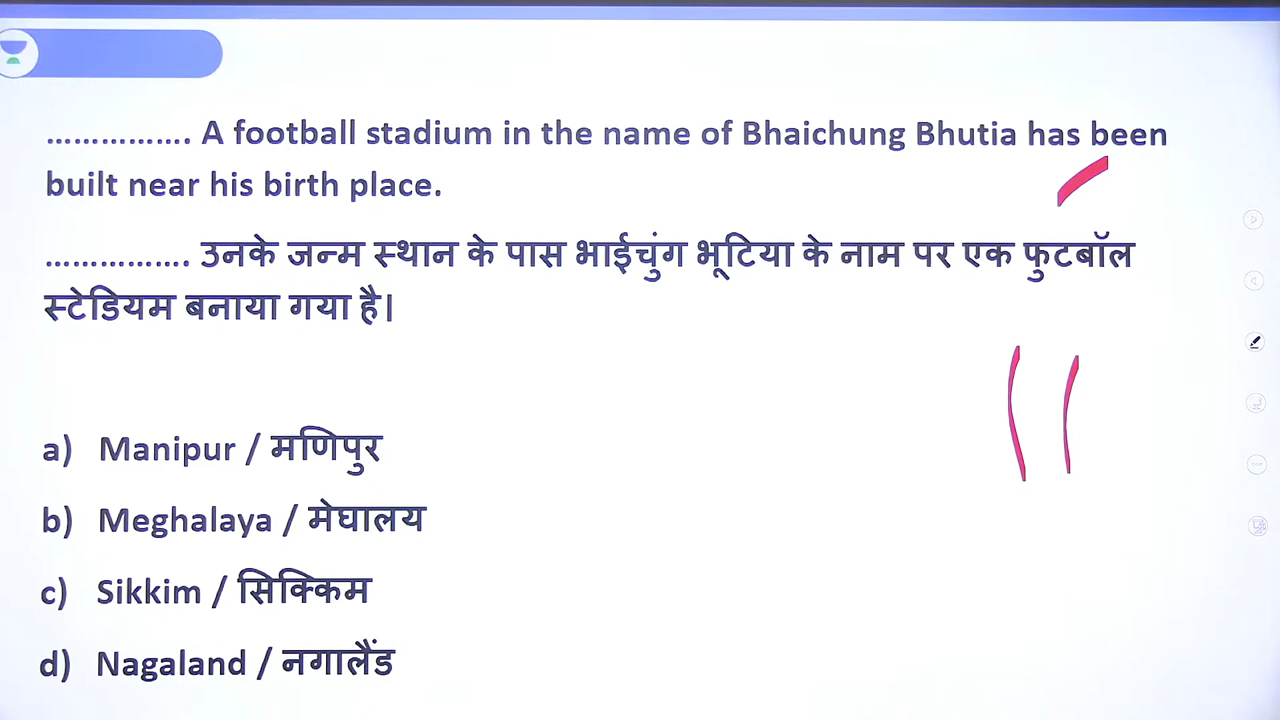 ................ A football stadium in the name of Bhaichung Bhutia has been
built near his birth place.
................ उनके जन्म स्थान के पास भाईचुंग भूटिया के नाम पर एक फुटबॉल
स्टेडियम बनाया गया है।
a) Manipur / मणिपुर
b) Meghalaya / मेघालय
c) Sikkim / सिक्किम
d) Nagaland / नगालैंड